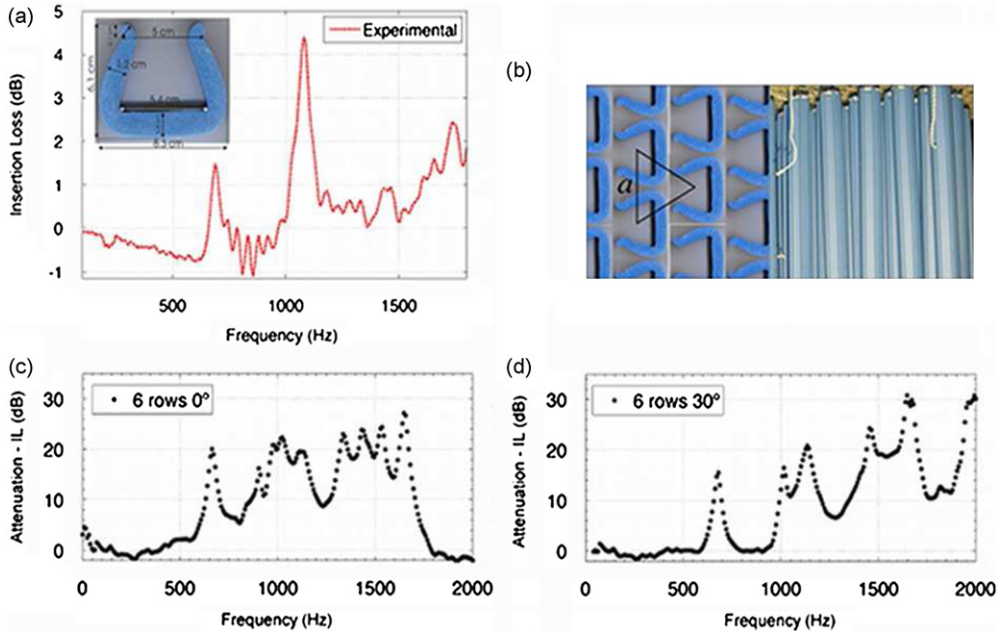 (a)
5
4
3
2
1
0
-1
Insertion Loss (dB)
Experimental
5 cm
6,1 cm
1,2 cm
5,4 cm
8,5 cm
500
1000
1500
Frequency (Hz)
(b)
a
(c)
30
20
10
0
Attenuation - IL (dB)
6 rows 0º
0
500
1000
1500
2000
Frequency (Hz)
(d)
30
20
10
0
Attenuation - IL (dB)
6 rows 30º
0
500
1000
1500
2000
Frequency (Hz)